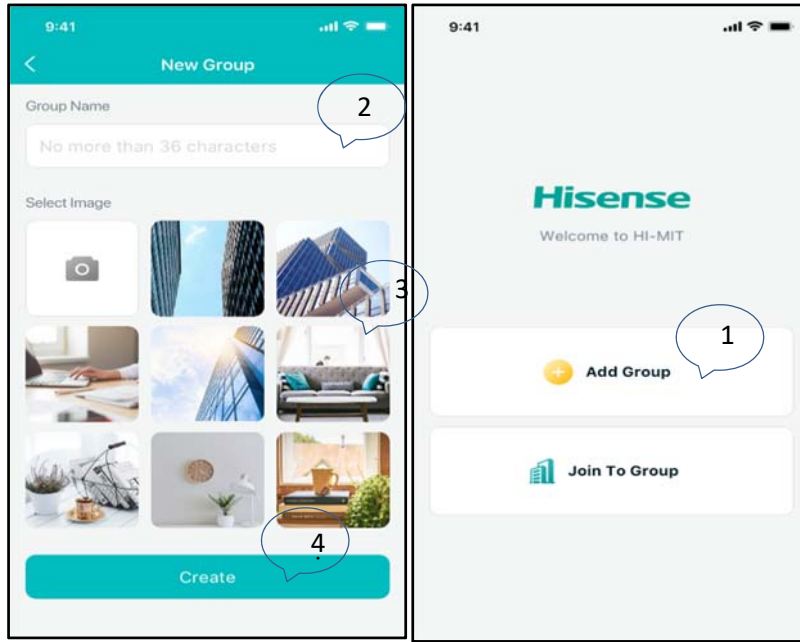 9:41
New Group
Group Name
2
No more than 36 characters
Select Image
3
4
.
Create
9:41
Hisense
Welcome to HI-MIT
1
Add Group
Join To Group